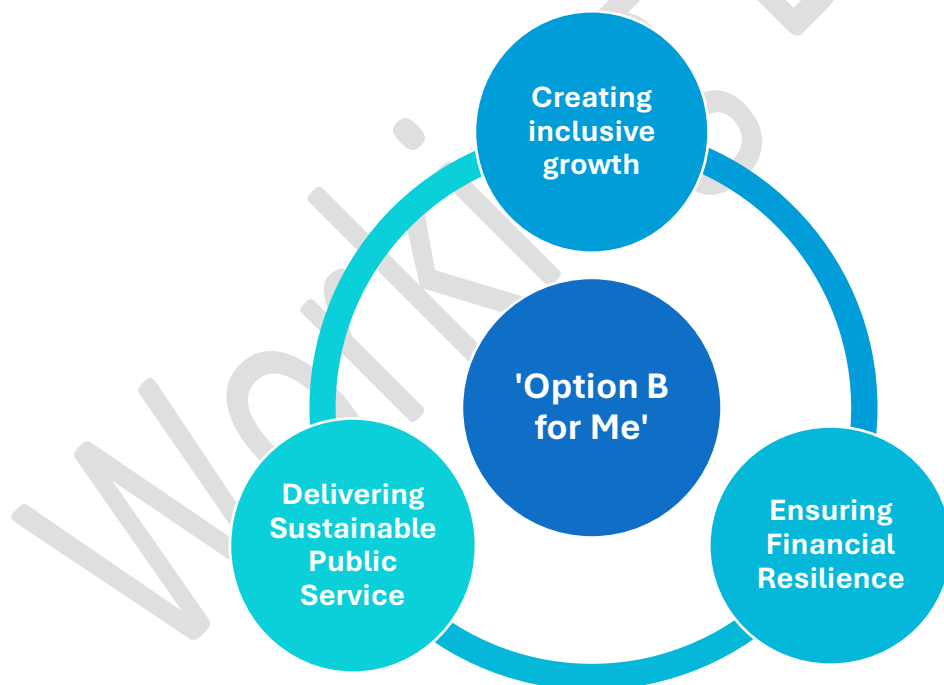 Creating
inclusive
growth
'Option B
for Me'
Delivering
Sustainable
Public
Service
Ensuring
Financial
Resilience